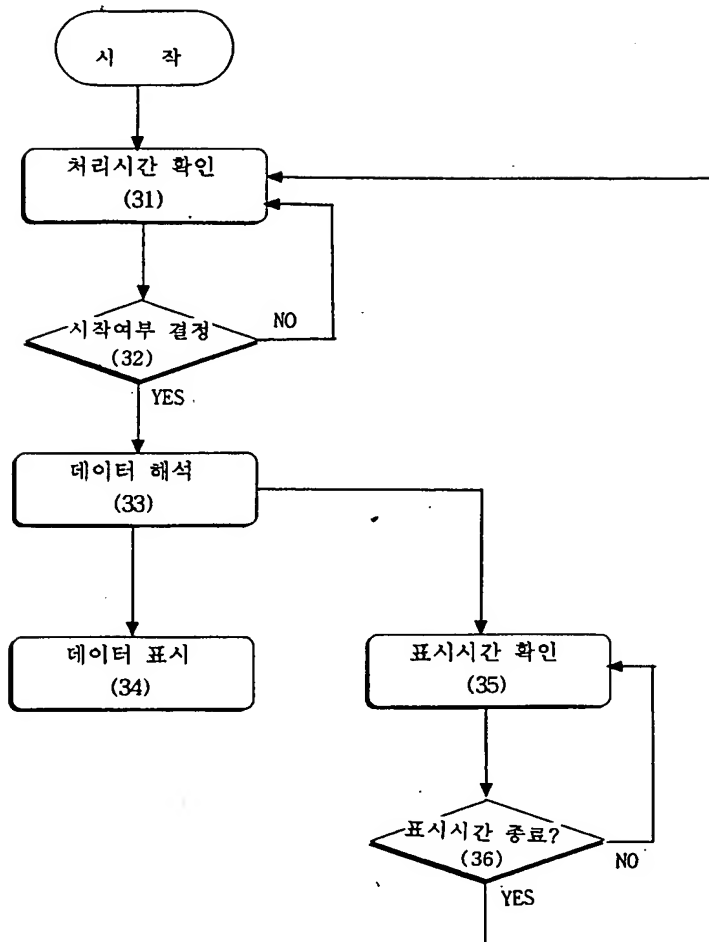 시 작
처리시간 확인
(31)
시작여부 결정
(32)
NO
YES
데이터 해석
(33)
데이터 표시
(34)
표시시간 확인
(35)
표시시간 종료?
(36)
NO
YES